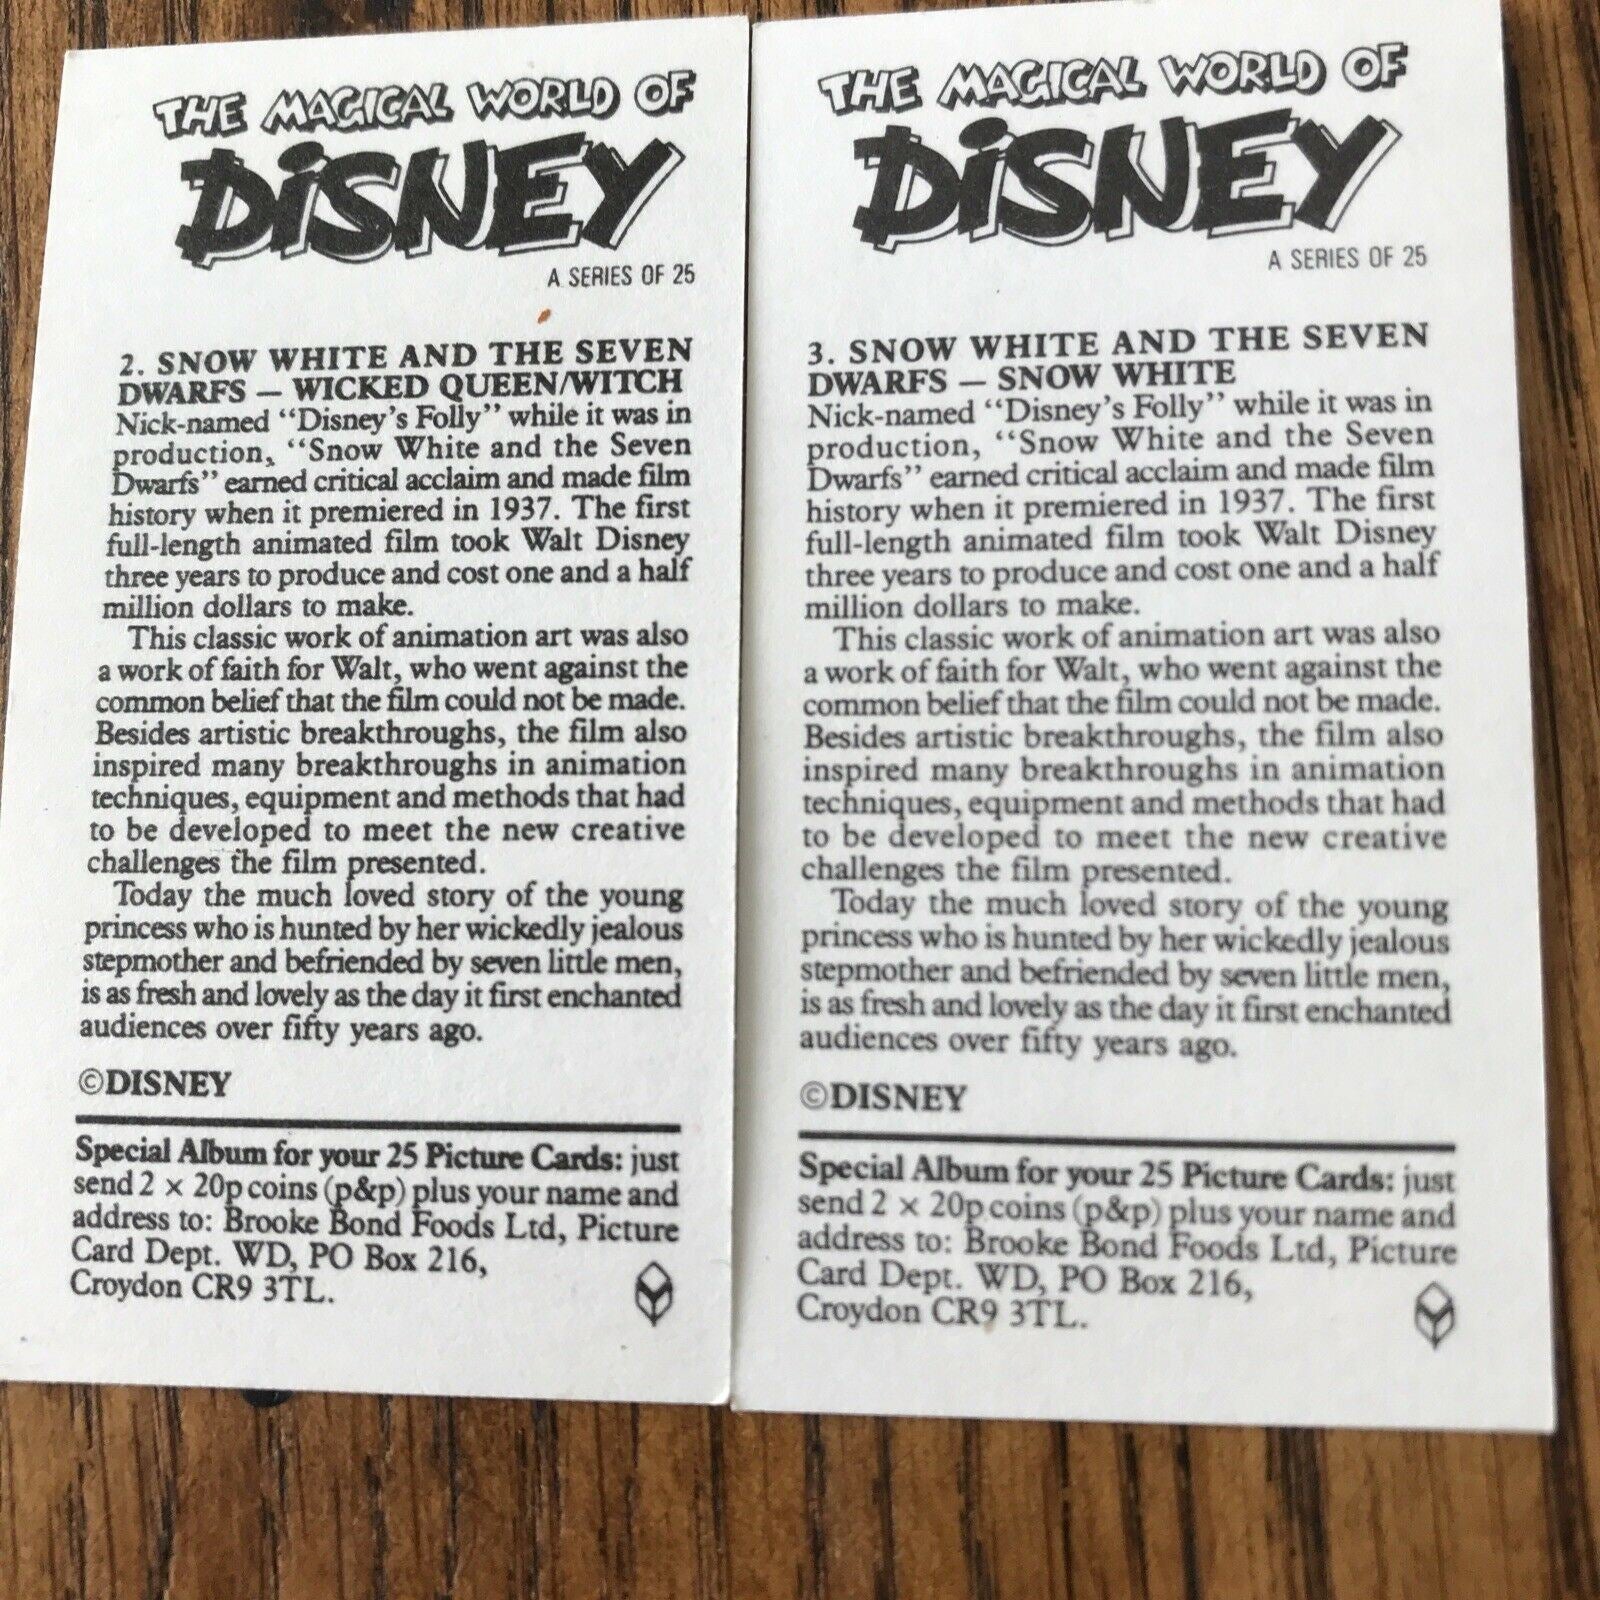 THE MAGICAL WORLD OF
DISNEY
A SERIES OF 25
2. SNOW WHITE AND THE SEVEN
DWARFS — WICKED QUEEN/WITCH
Nick-named “Disney’s Folly” while it was in
production, “Snow White and the Seven
Dwarfs” earned critical acclaim and made film
history when it premiered in 1937. The first
full-length animated film took Walt Disney
three years to produce and cost one and a half
million dollars to make.
This classic work of animation art was also
a work of faith for Walt, who went against the
common belief that the film could not be made.
Besides artistic breakthroughs, the film also
inspired many breakthroughs in animation
techniques, equipment and methods that had
to be developed to meet the new creative
challenges the film presented.
Today the much loved story of the young
princess who is hunted by her wickedly jealous
stepmother and befriended by seven little men,
is as fresh and lovely as the day it first enchanted
audiences over fifty years ago.
©DISNEY
Special Album for your 25 Picture Cards: just
send 2 × 20p coins (p&p) plus your name and
address to: Brooke Bond Foods Ltd, Picture
Card Dept. WD, PO Box 216,
Croydon CR9 3TL.
THE MAGICAL WORLD OF
DISNEY
A SERIES OF 25
3. SNOW WHITE AND THE SEVEN
DWARFS — SNOW WHITE
Nick-named “Disney’s Folly” while it was in
production, “Snow White and the Seven
Dwarfs” earned critical acclaim and made film
history when it premiered in 1937. The first
full-length animated film took Walt Disney
three years to produce and cost one and a half
million dollars to make.
This classic work of animation art was also
a work of faith for Walt, who went against the
common belief that the film could not be made.
Besides artistic breakthroughs, the film also
inspired many breakthroughs in animation
techniques, equipment and methods that had
to be developed to meet the new creative
challenges the film presented.
Today the much loved story of the young
princess who is hunted by her wickedly jealous
stepmother and befriended by seven little men,
is as fresh and lovely as the day it first enchanted
audiences over fifty years ago.
©DISNEY
Special Album for your 25 Picture Cards: just
send 2 × 20p coins (p&p) plus your name and
address to: Brooke Bond Foods Ltd, Picture
Card Dept. WD, PO Box 216,
Croydon CR9 3TL.